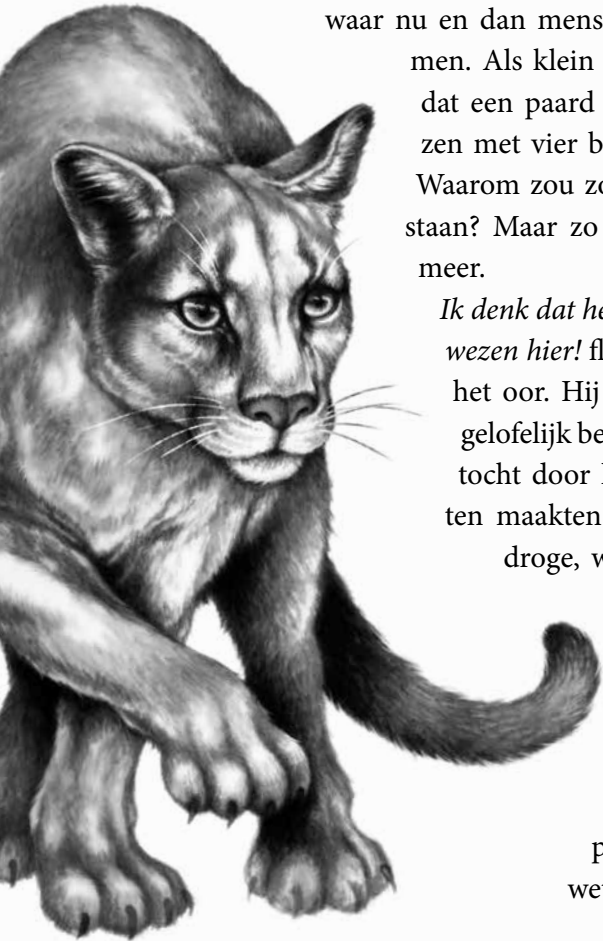 waar nu en dan mens
men. Als klein
dat een paard
zen met vier b
Waarom zou zo
staan? Maar zo
meer.
Ik denk dat he
wezen hier! fl
het oor. Hij
gelofelijk be
tocht door
ten maakten
droge, w
p
we